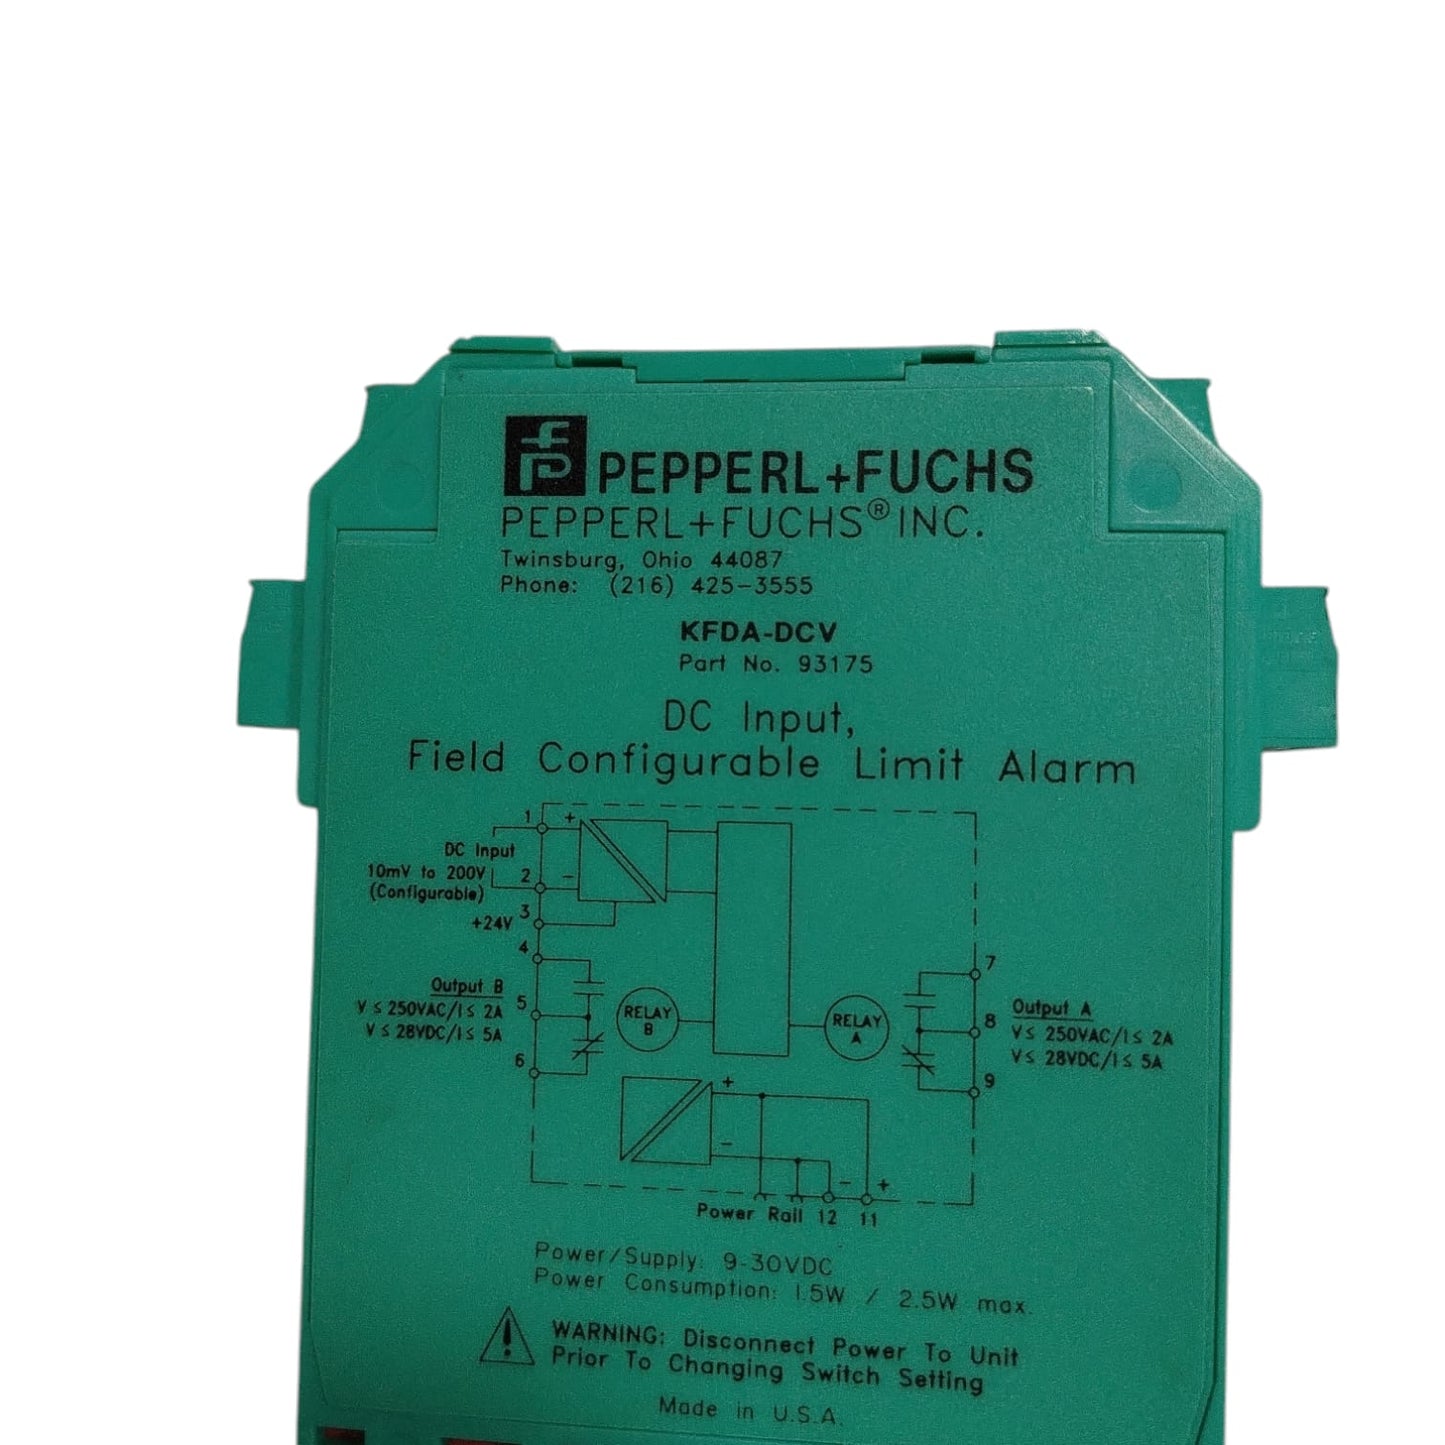 fp PEPPERL+FUCHS
PEPPERL+FUCHS® INC.
Twinsburg, Ohio 44087
Phone: (216) 425-3555
KFDA-DCV
Part No. 93175
DC Input,
Field Configurable Limit Alarm
1 +
DC Input
10mV to 200V
(Configurable)
2 −
+24V 3
4
Output B
V ≤ 250VAC/I ≤ 2A
V ≤ 28VDC/I ≤ 5A
5
6
RELAY
B
RELAY
A
7
8
9
Output A
V ≤ 250VAC/I ≤ 2A
V ≤ 28VDC/I ≤ 5A
+
−
− +
Power Rail 12 11
Power/Supply: 9-30VDC
Power Consumption: 1.5W / 2.5W max.
! WARNING: Disconnect Power To Unit
Prior To Changing Switch Setting
Made in U.S.A.